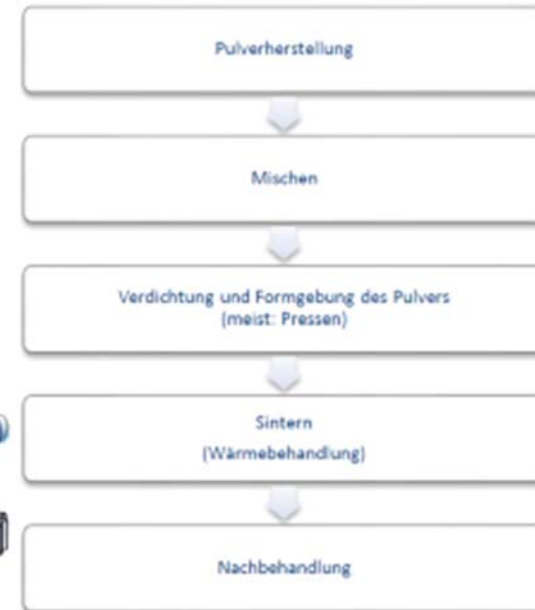 Pulverherstellung
Mischen
Verdichtung und Formgebung des Pulvers
(meist: Pressen)
Sintern
(Wärmebehandlung)
Nachbehandlung